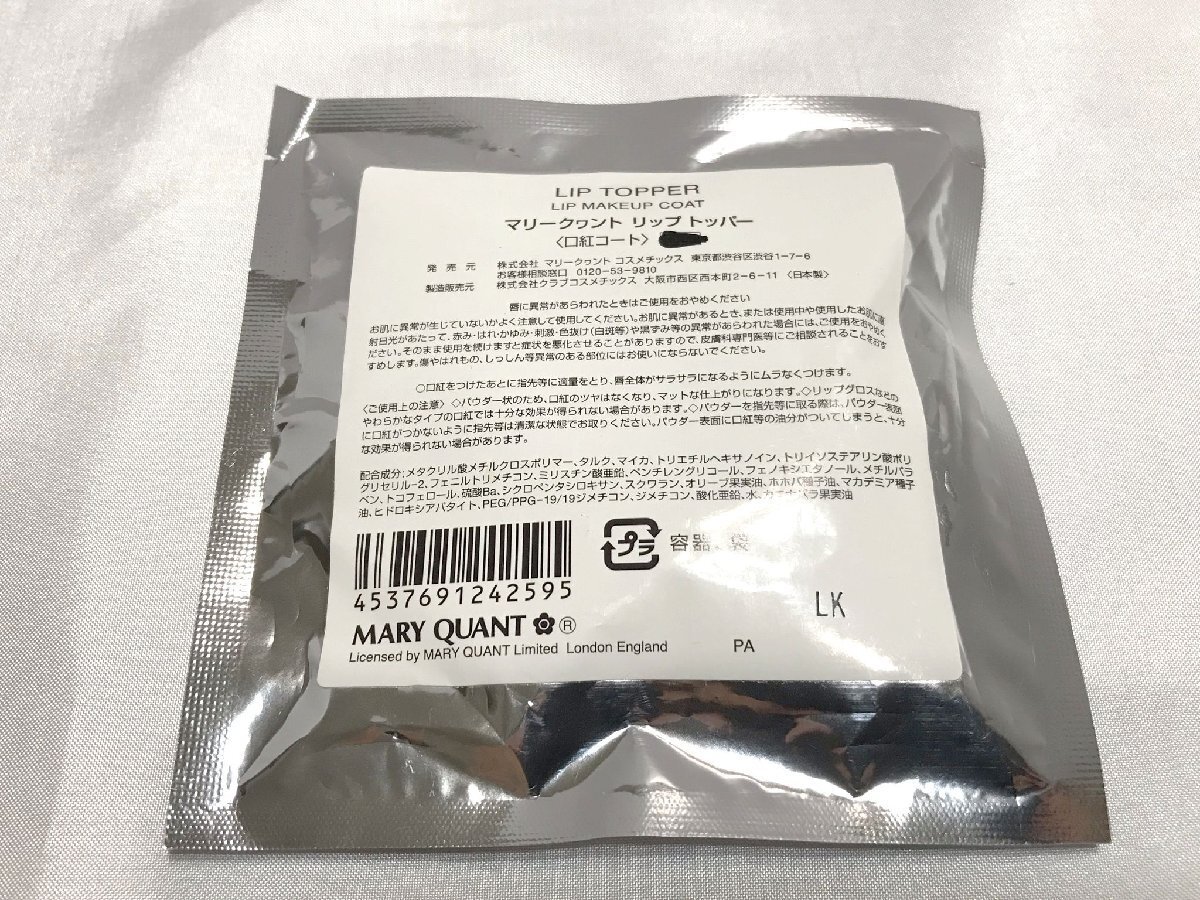 LIP TOPPER
LIP MAKEUP COAT
マリークヮント リップ トッパー
〈口紅コート〉
発売元 株式会社 マリークヮント コスメチックス 東京都渋谷区渋谷1-7-6
お客様相談窓口 0120-53-9810
製造販売元 株式会社クラブコスメチックス 大阪市西区西本町2-6-11 〈日本製〉
唇に異常があらわれたときはご使用をおやめください
お肌に異常が生じていないかよく注意して使用してください。お肌に異常があるとき、または使用中や使用したお肌に直
射日光があたって、赤み・はれ・かゆみ・刺激・色抜け(白斑等)や黒ずみ等の異常があらわれた場合には、ご使用をおやめく
ださい。そのまま使用を続けますと症状を悪化させることがありますので、皮膚科専門医等にご相談されることをおす
すめします。傷やはれもの、しっしん等異常のある部位にはお使いにならないでください。
○口紅をつけたあとに指先等に適量をとり、唇全体がサラサラになるようにムラなくつけます。
〈ご使用上の注意〉◇パウダー状のため、口紅のツヤはなくなり、マットな仕上がりになります。◇リップグロスなどの
やわらかなタイプの口紅では十分な効果が得られない場合があります。◇パウダーを指先等に取る際は、パウダー表面
に口紅がつかないように指先等は清潔な状態でお取りください。パウダー表面に口紅等の油分がついてしまうと、十分
な効果が得られない場合があります。
配合成分:メタクリル酸メチルクロスポリマー、タルク、マイカ、トリエチルヘキサノイン、トリイソステアリン酸ポリ
グリセリル-2、フェニルトリメチコン、ミリスチン酸亜鉛、ペンチレングリコール、フェノキシエタノール、メチルパラ
ベン、トコフェロール、硫酸Ba、シクロペンタシロキサン、スクワラン、オリーブ果実油、ホホバ種子油、マカデミア種子
油、ヒドロキシアパタイト、PEG/PPG-19/19ジメチコン、ジメチコン、酸化亜鉛、水、カニナバラ果実油
プラ 容器、袋
4537691242595
LK
MARY QUANT ®
Licensed by MARY QUANT Limited London England PA